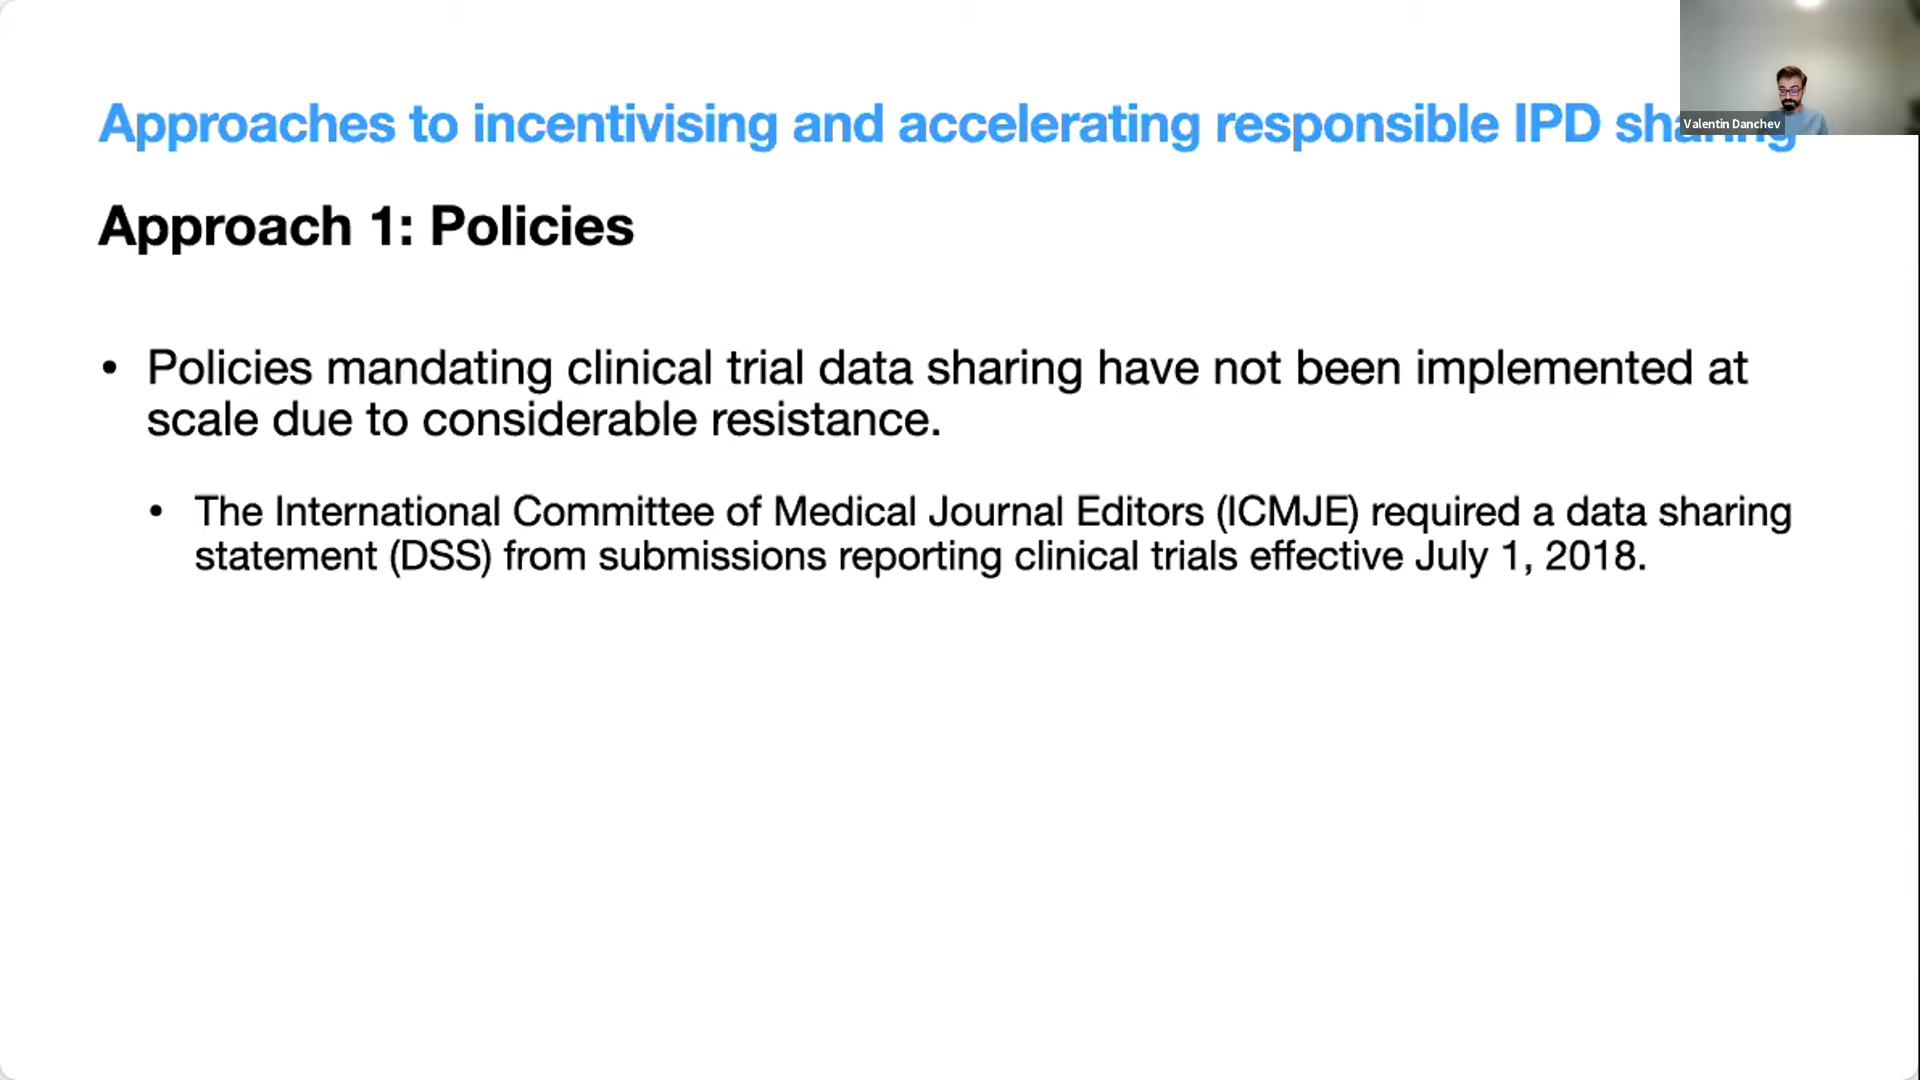 Approaches to incentivising and accelerating responsible IPD sharing
Valentin Danchev
Approach 1: Policies
• Policies mandating clinical trial data sharing have not been implemented at
scale due to considerable resistance.
• The International Committee of Medical Journal Editors (ICMJE) required a data sharing
statement (DSS) from submissions reporting clinical trials effective July 1, 2018.